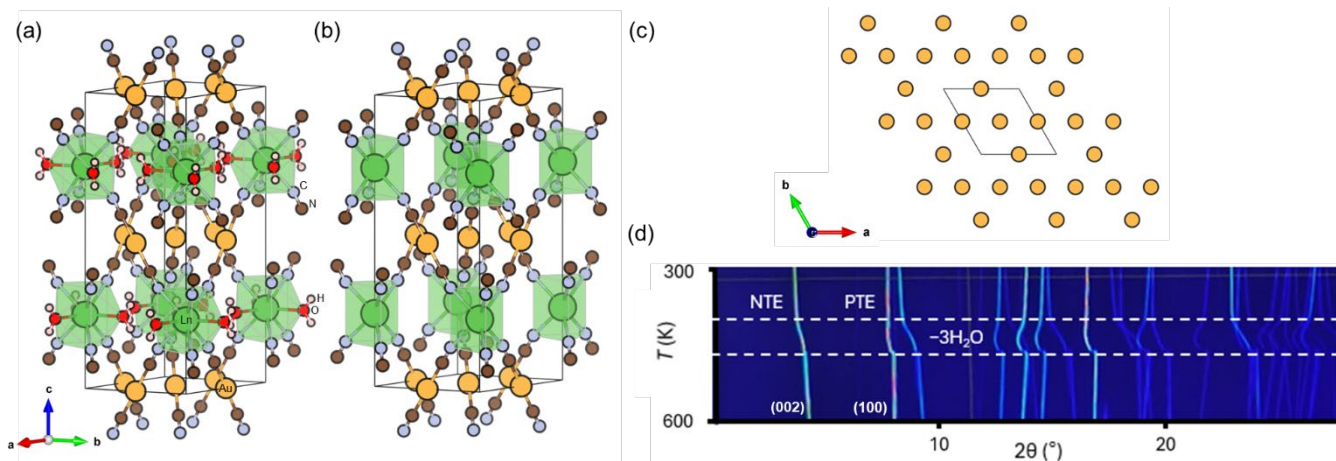 (a)
(b)
(c)
C
N
H
O
Ln
Au
c
a
b
b
a
(d)
300
NTE
PTE
−3H₂O
T (K)
(002)
(100)
600
10
20
2θ (°)